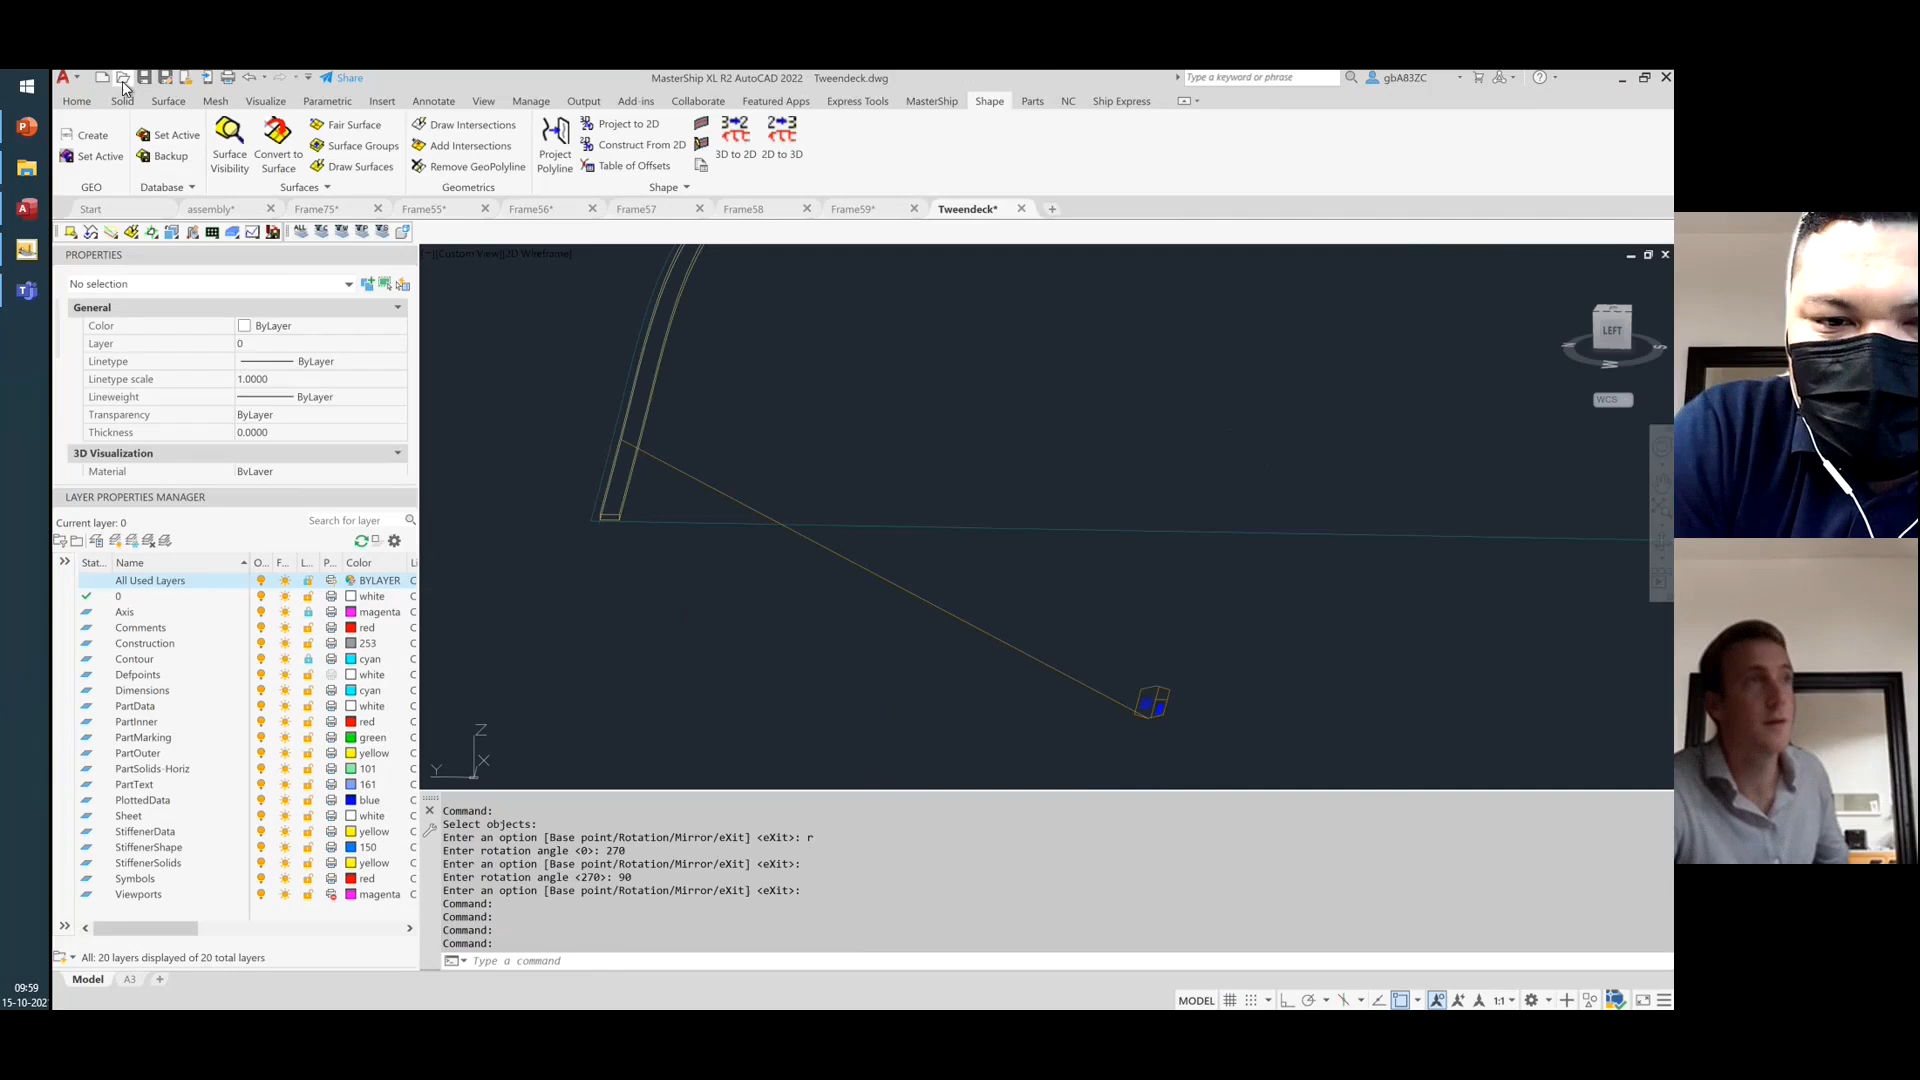 Share
MasterShip XL R2 AutoCAD 2022 Tweendeck.dwg
Type a keyword or phrase
gbA83ZC
Home Solid Surface Mesh Visualize Parametric Insert Annotate View Manage Output Add-ins Collaborate Featured Apps Express Tools MasterShip Shape Parts NC Ship Express
Create
Set Active
GEO
Set Active
Backup
Database
Surface Visibility
Convert to Surface
Fair Surface
Surface Groups
Draw Surfaces
Surfaces
Draw Intersections
Add Intersections
Remove GeoPolyline
Geometrics
Project Polyline
Project to 2D
Construct From 2D
Table of Offsets
3D to 2D
2D to 3D
Shape
Start assembly* Frame75* Frame55* Frame56* Frame57 Frame58 Frame59* Tweendeck*
PROPERTIES
No selection
General
Color ByLayer
Layer 0
Linetype ByLayer
Linetype scale 1.0000
Lineweight ByLayer
Transparency ByLayer
Thickness 0.0000
3D Visualization
Material ByLayer
[Custom View][2D Wireframe]
LEFT
N
S
W
WCS
Z
Y
X
LAYER PROPERTIES MANAGER
Current layer: 0
Search for layer
Stat... Name O... F... L... P... Color Li
All Used Layers BYLAYER C
0 white C
Axis magenta C
Comments red C
Construction 253 C
Contour cyan C
Defpoints white C
Dimensions cyan C
PartData white C
PartInner red C
PartMarking green C
PartOuter yellow C
PartSolids-Horiz 101 C
PartText 161 C
PlottedData blue C
Sheet white C
StiffenerData yellow C
StiffenerShape 150 C
StiffenerSolids yellow C
Symbols red C
Viewports magenta C
All: 20 layers displayed of 20 total layers
Command:
Select objects:
Enter an option [Base point/Rotation/Mirror/eXit] <eXit>: r
Enter rotation angle <0>: 270
Enter an option [Base point/Rotation/Mirror/eXit] <eXit>:
Enter rotation angle <270>: 90
Enter an option [Base point/Rotation/Mirror/eXit] <eXit>:
Command:
Command:
Command:
Command:
Type a command
Model A3
MODEL
1:1
09:59
15-10-202